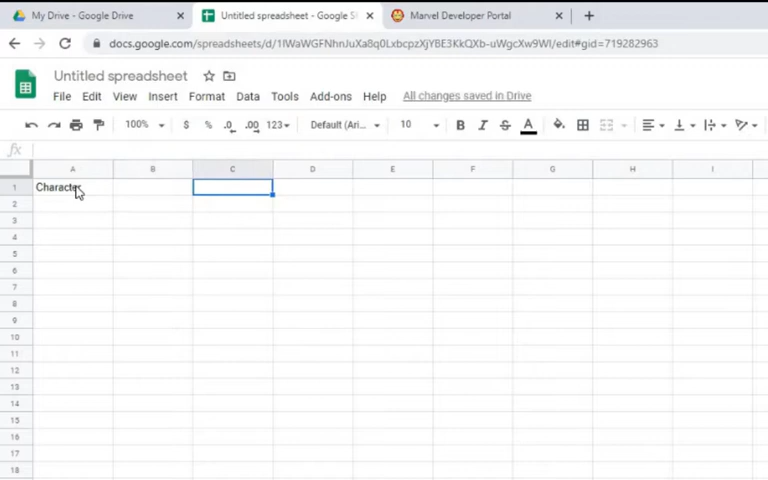 My Drive - Google Drive
Untitled spreadsheet - Google S
Marvel Developer Portal
docs.google.com/spreadsheets/d/1IWaWGFNhnJuXa8q0LxbcpzXjYBE3KkQXb-uWgcXw9WI/edit#gid=719282963
Untitled spreadsheet
File Edit View Insert Format Data Tools Add-ons Help All changes saved in Drive
100% $ % .0 .00 123 Default (Ari... 10 B I S A
fx
A B C D E F G H I
1 Character
2
3
4
5
6
7
8
9
10
11
12
13
14
15
16
17
18